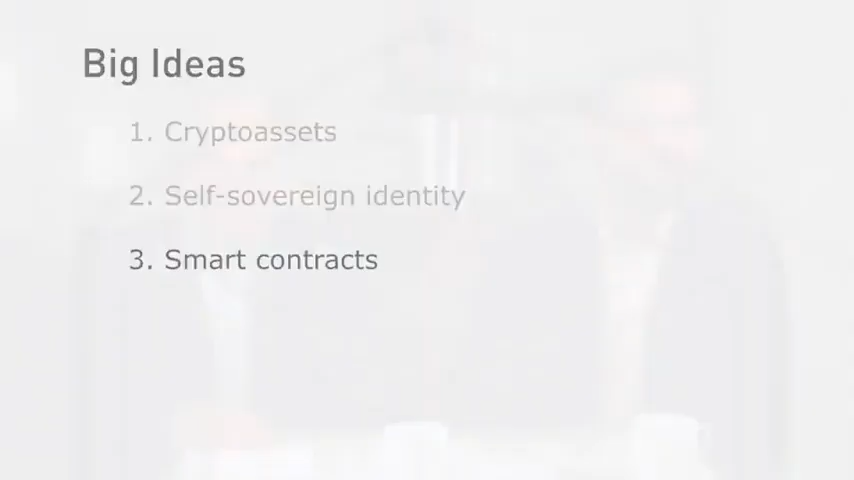 Big Ideas
1. Cryptoassets
2. Self-sovereign identity
3. Smart contracts